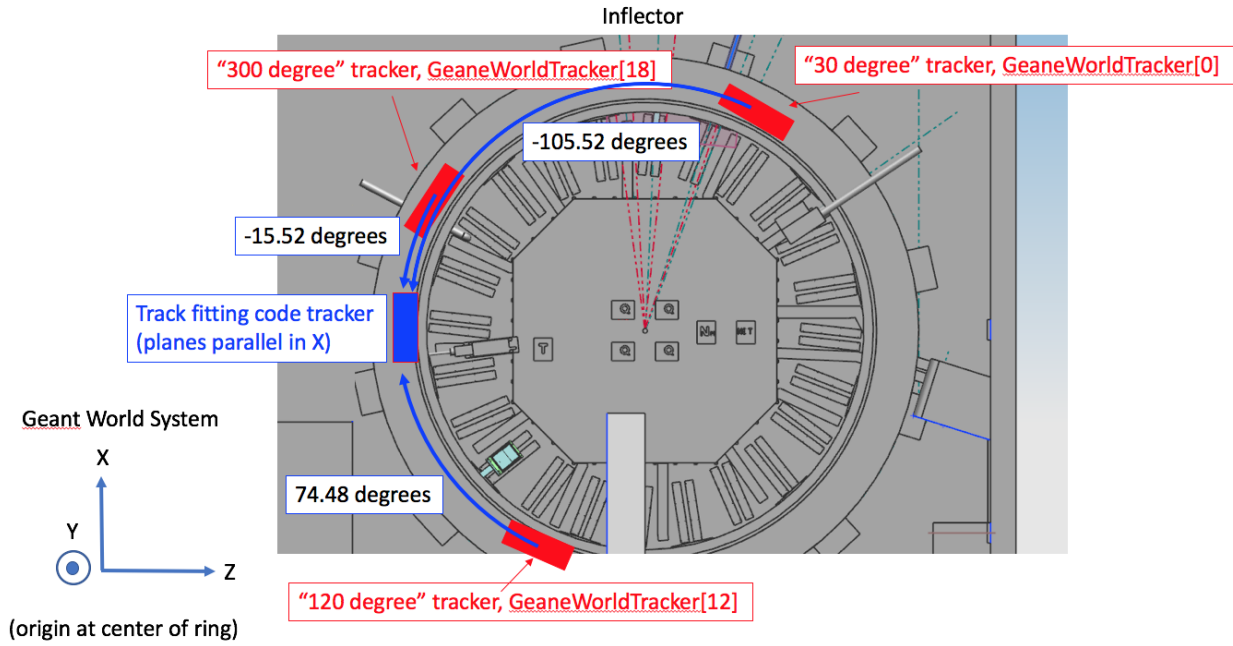 Inflector
“300 degree” tracker, GeaneWorldTracker[18]
“30 degree” tracker, GeaneWorldTracker[0]
-105.52 degrees
-15.52 degrees
Track fitting code tracker
(planes parallel in X)
Q
Q
Q
Q
T
Geant World System
X
Y
Z
(origin at center of ring)
74.48 degrees
“120 degree” tracker, GeaneWorldTracker[12]